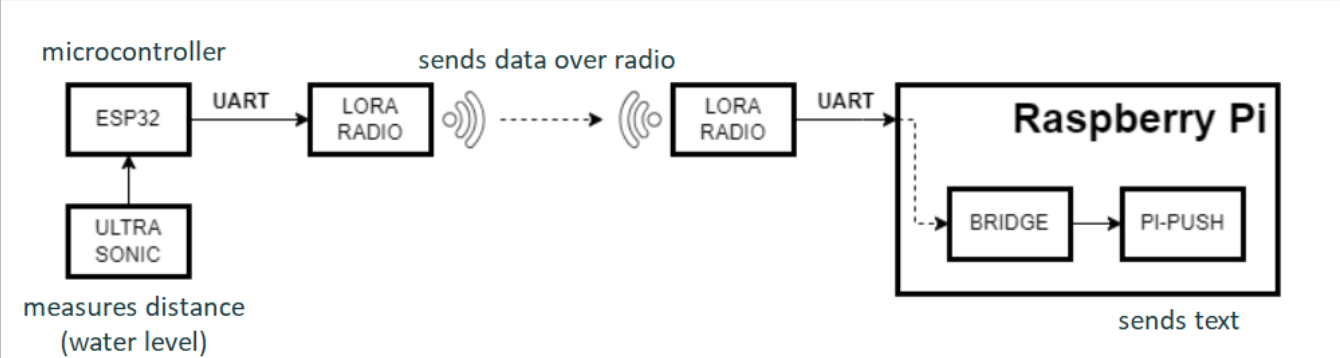 microcontroller
sends data over radio
ESP32
UART
LORA
RADIO
LORA
RADIO
UART
Raspberry Pi
ULTRA
SONIC
BRIDGE
PI-PUSH
measures distance
(water level)
sends text